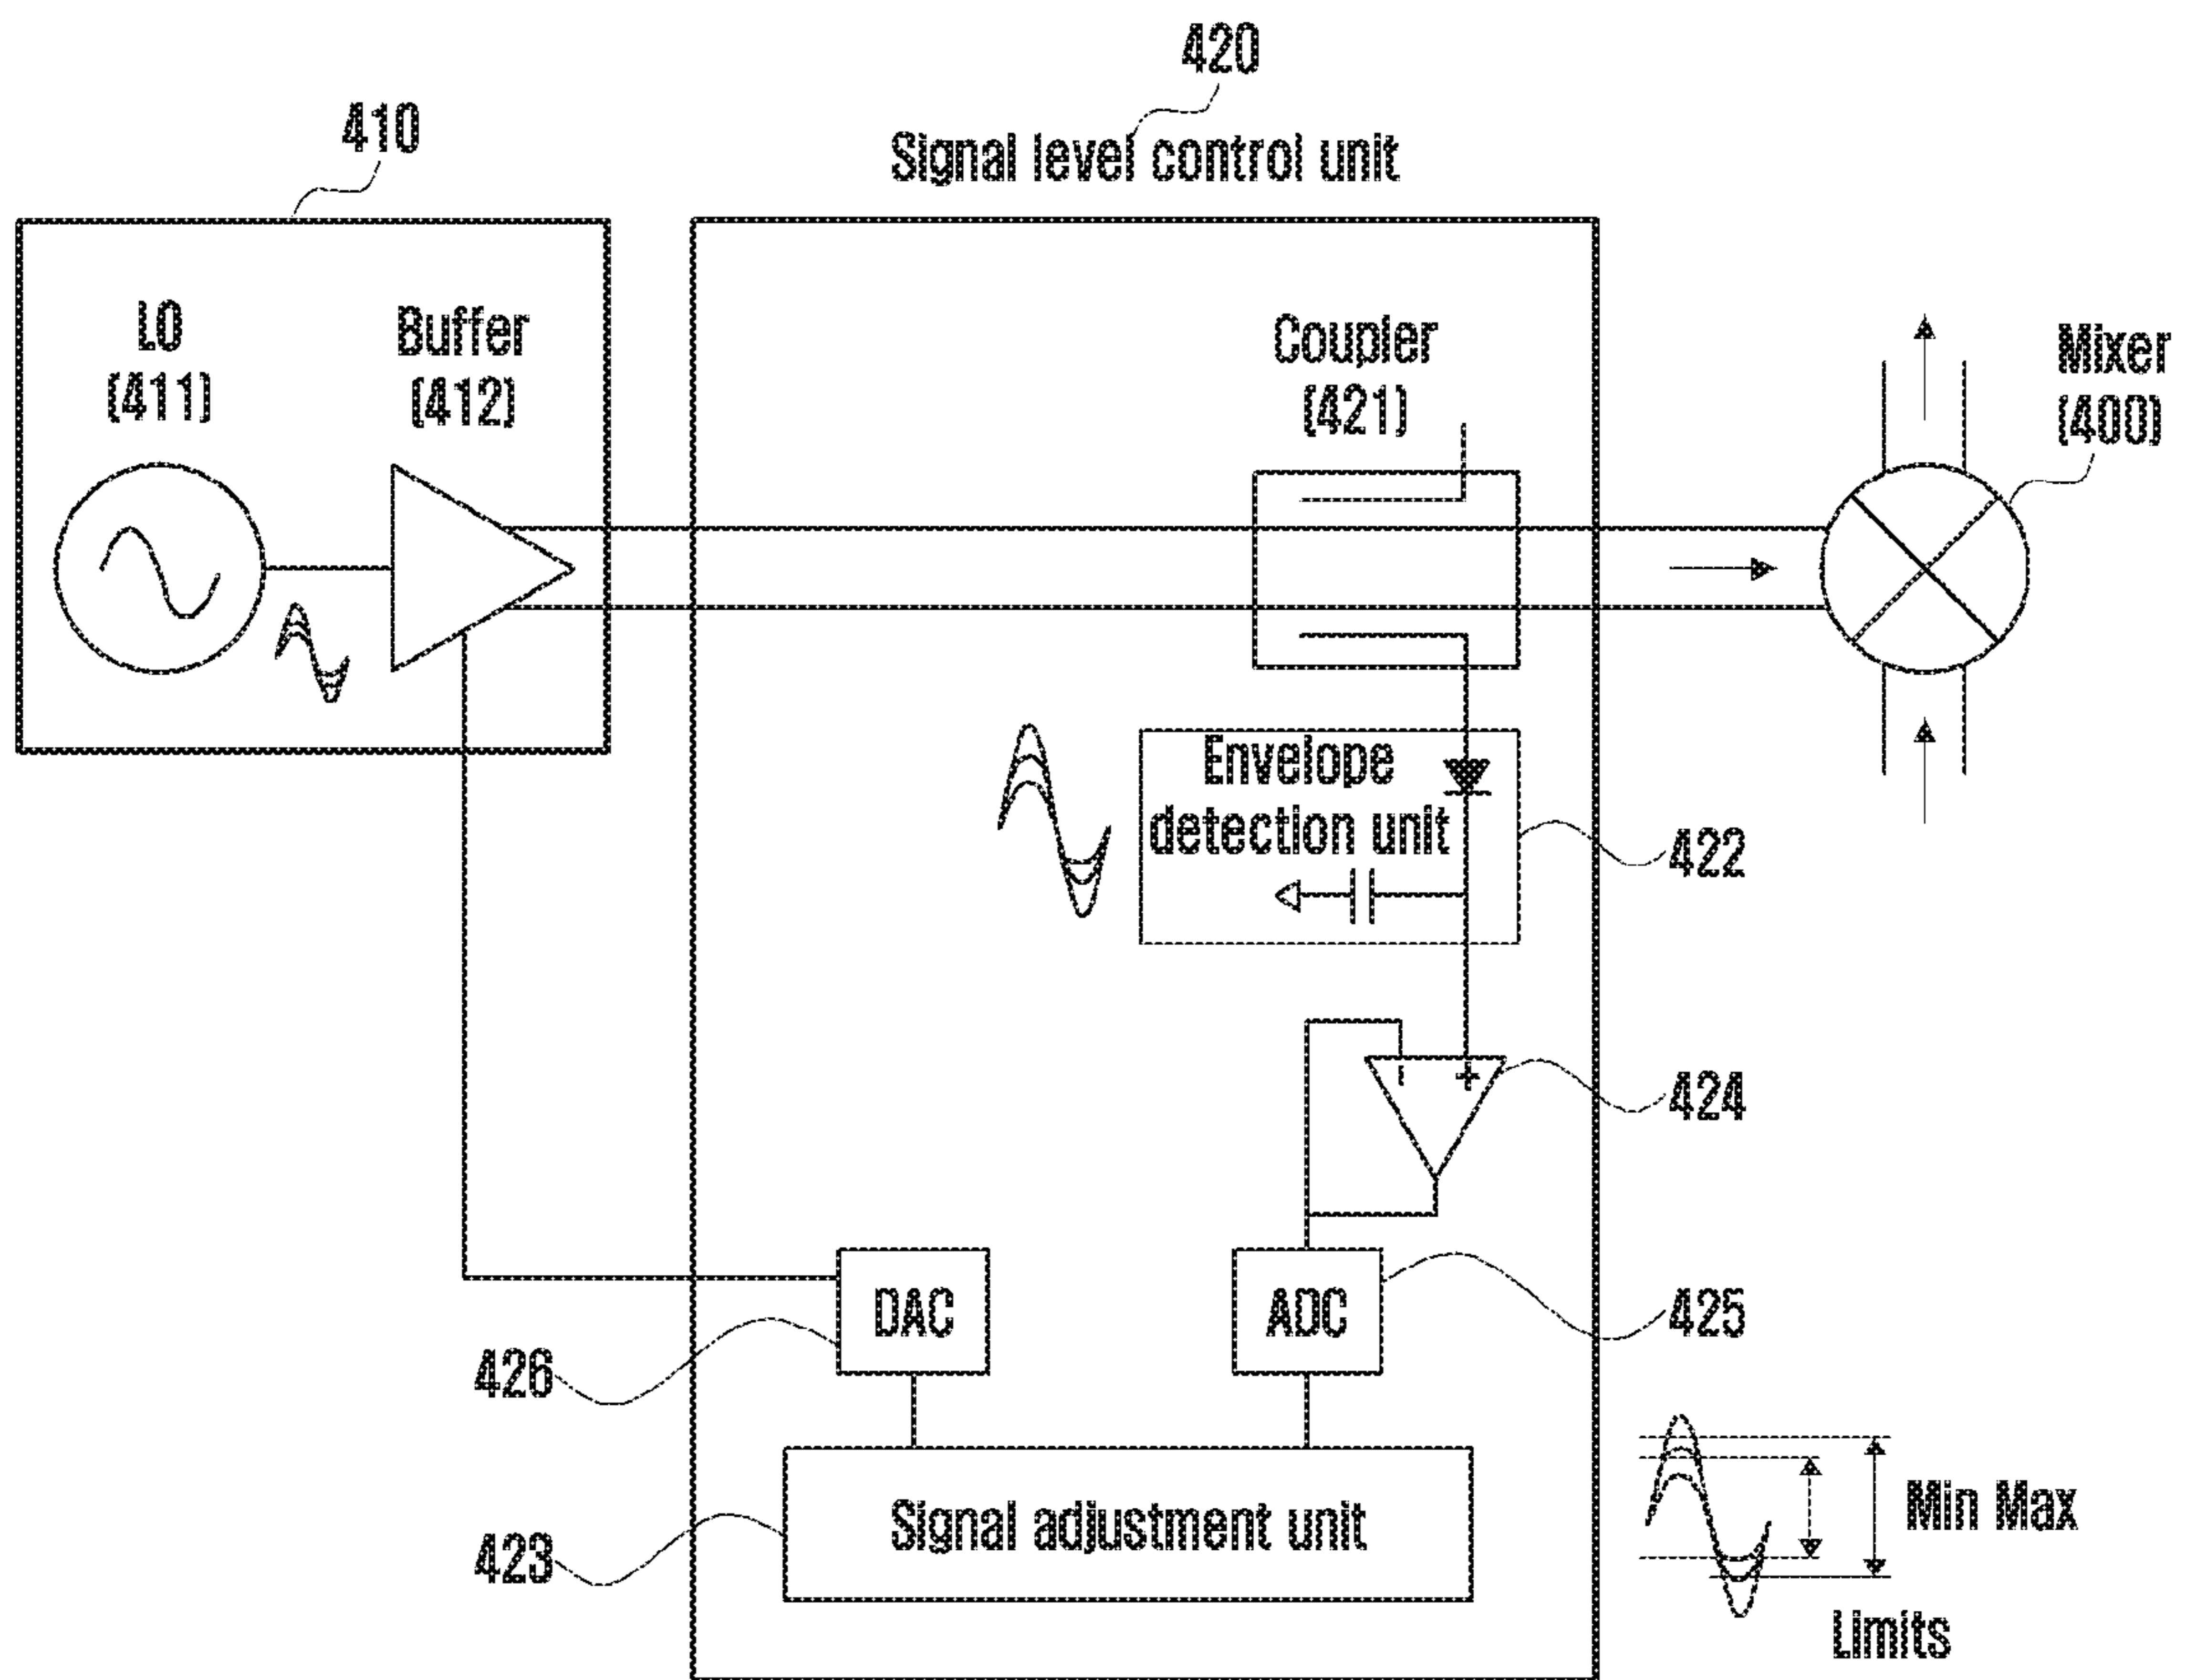 420
Signal level control unit
410
LO
(411)
Buffer
(412)
Coupler
(421)
Mixer
(400)
Envelope
detection unit
422
- +
424
DAC
ADC
425
426
Signal adjustment unit
423
Min Max
Limits